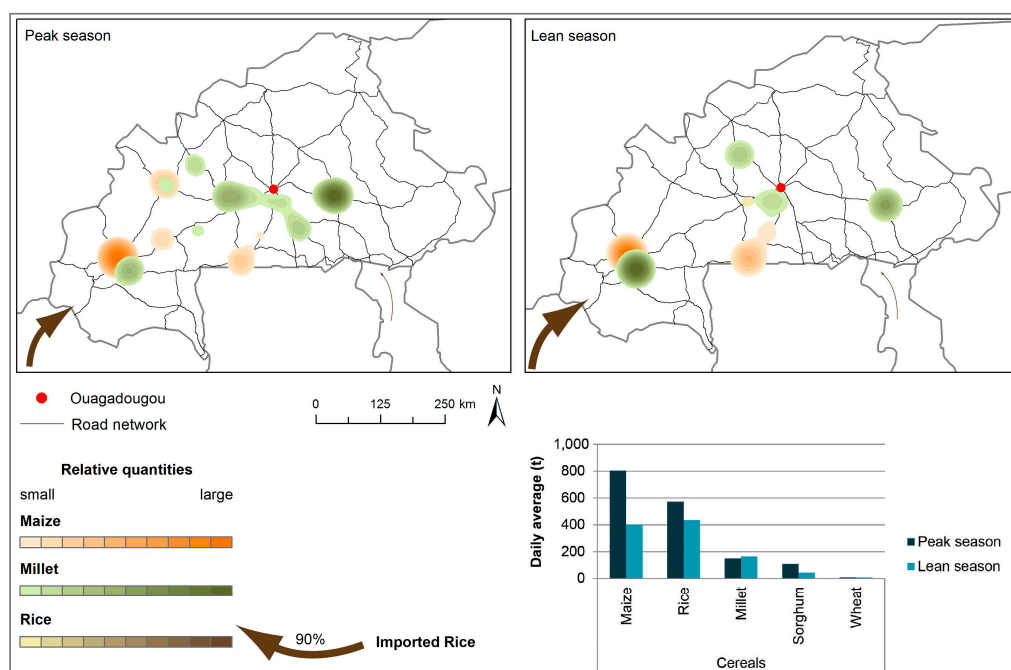 Peak season
Lean season
Ouagadougou
Road network
0 125 250 km
N
Relative quantities
small large
Maize
Millet
Rice
90% Imported Rice
Daily average (t)
1,000
800
600
400
200
0
Maize
Rice
Millet
Sorghum
Wheat
Cereals
Peak season
Lean season